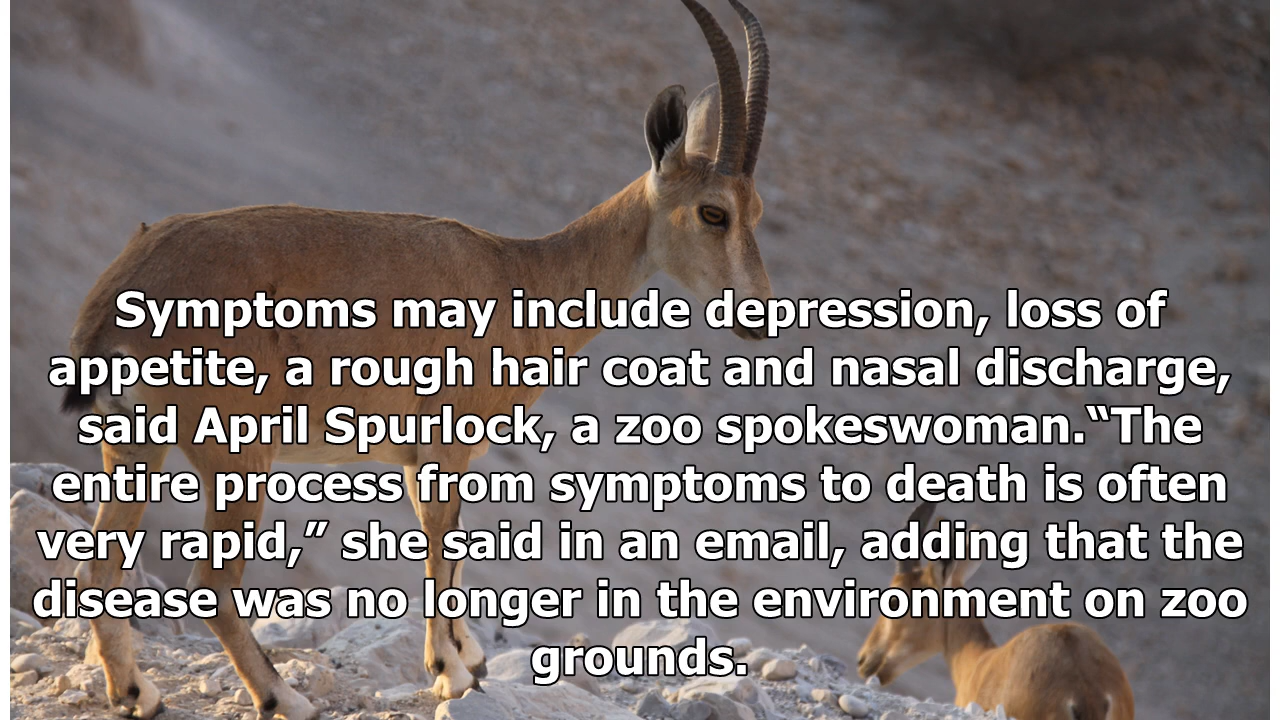 Symptoms may include depression, loss of
appetite, a rough hair coat and nasal discharge,
said April Spurlock, a zoo spokeswoman.“The
entire process from symptoms to death is often
very rapid,” she said in an email, adding that the
disease was no longer in the environment on zoo
grounds.